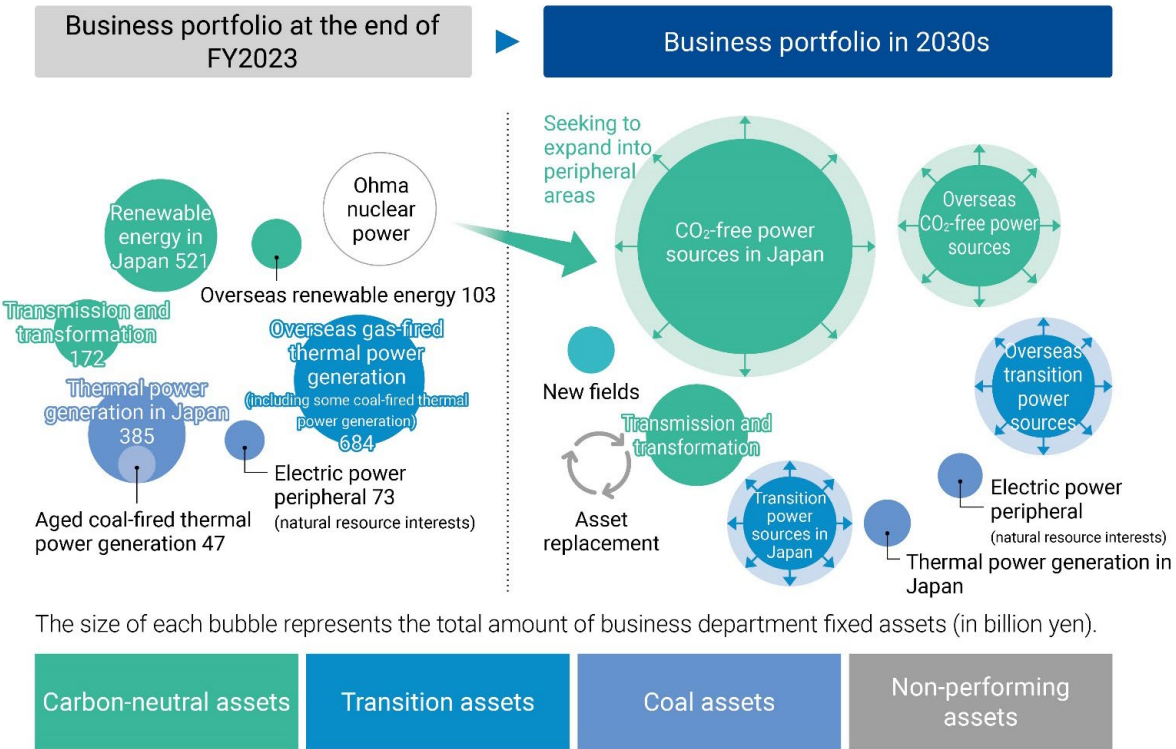 Business portfolio at the end of
FY2023
Business portfolio in 2030s
Renewable
energy in
Japan 521
Overseas renewable energy 103
Ohma
nuclear
power
Transmission and
transformation
172
Overseas gas-fired
thermal power
generation
(including some coal-fired thermal
power generation)
684
Thermal power
generation in Japan
385
Aged coal-fired thermal
power generation 47
Electric power
peripheral 73
(natural resource interests)
Seeking to
expand into
peripheral
areas
CO₂-free power
sources in Japan
Overseas
CO₂-free power
sources
New fields
Overseas
transition
power
sources
Transmission and
transformation
Asset
replacement
Transition
power
sources in
Japan
Electric power
peripheral
(natural resource interests)
Thermal power generation in
Japan
The size of each bubble represents the total amount of business department fixed assets (in billion yen).
Carbon-neutral assets
Transition assets
Coal assets
Non-performing
assets